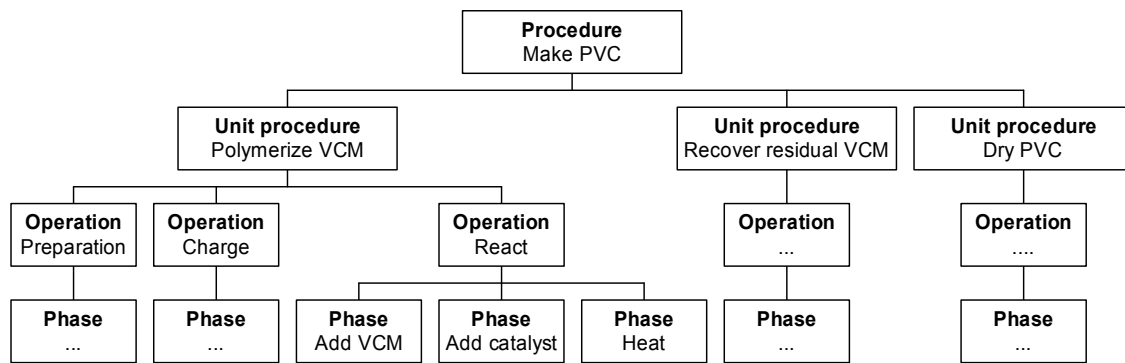 Procedure
Make PVC
Unit procedure
Polymerize VCM
Unit procedure
Recover residual VCM
Unit procedure
Dry PVC
Operation
Preparation
Operation
Charge
Operation
React
Operation
...
Operation
....
Phase
...
Phase
...
Phase
Add VCM
Phase
Add catalyst
Phase
Heat
Phase
...
Phase
...